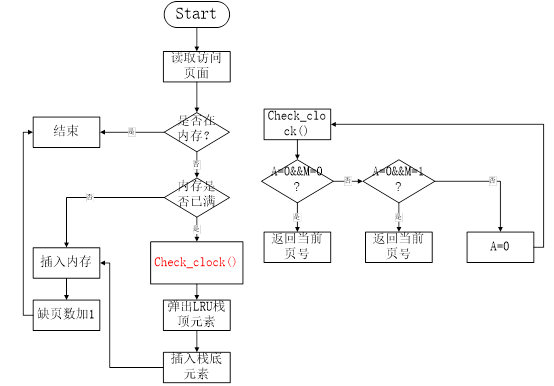 Start
读取访问
页面
是否在
内存?
是
结束
否
内存是
否已满
否
是
插入内存
Check_clock()
缺页数加1
弹出LRU栈
顶元素
插入栈底
元素
Check_clo
ck()
A=0&&M=0
?
否
A=0&&M=1
?
否
是
是
返回当前
页号
返回当前
页号
A=0